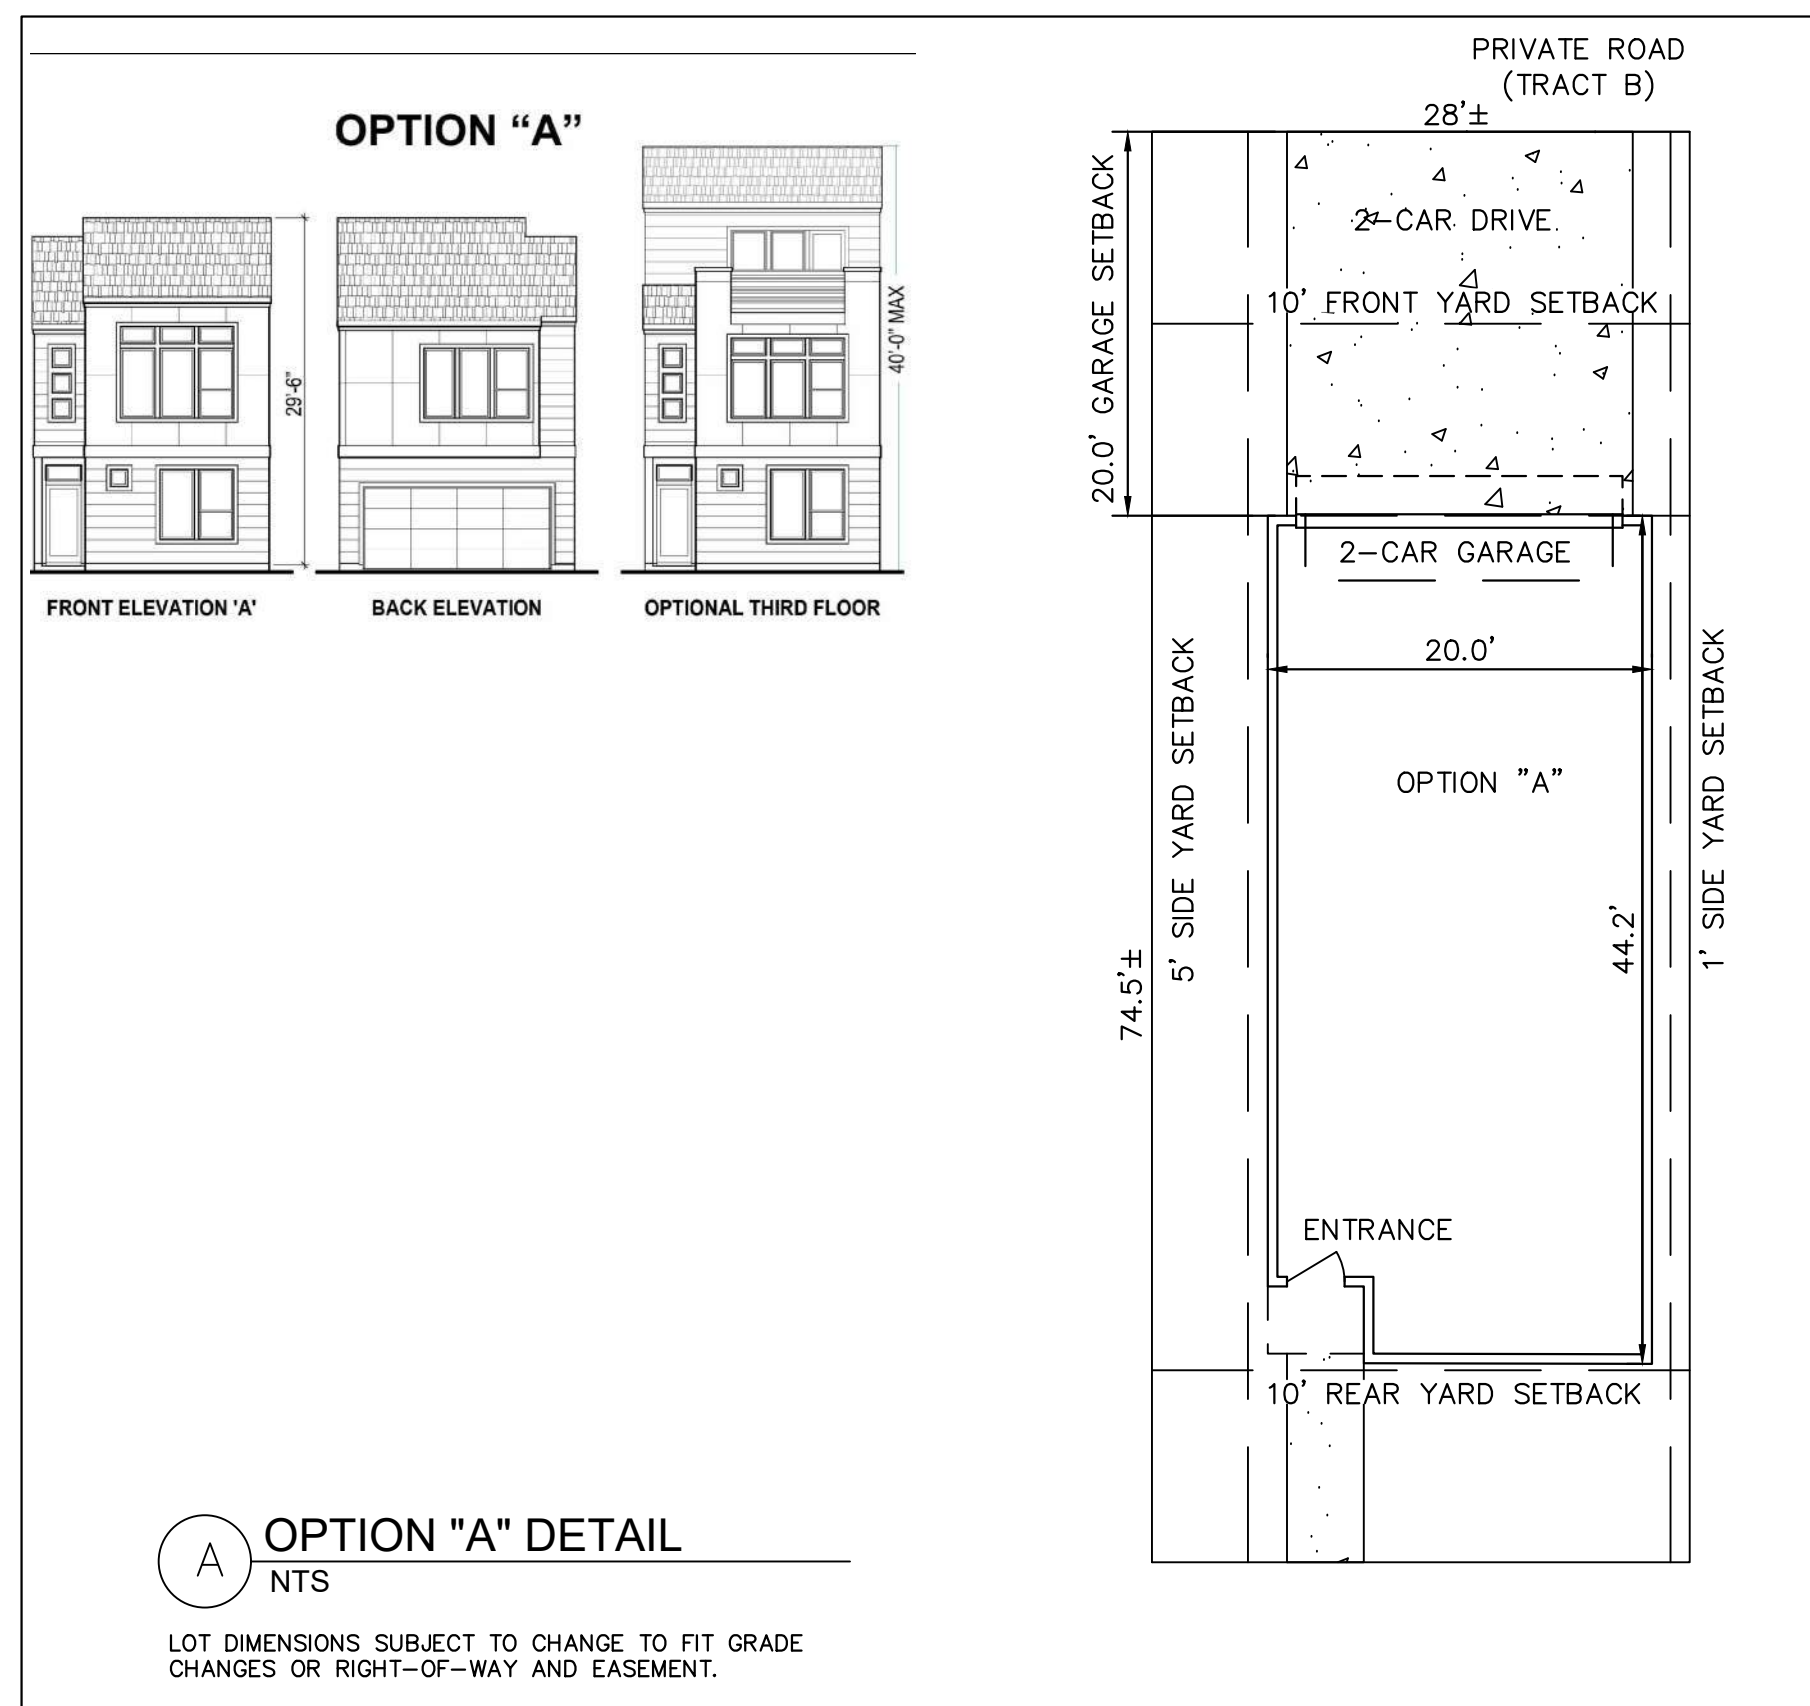 OPTION “A”
29'-6"
40'-0" MAX
FRONT ELEVATION 'A'
BACK ELEVATION
OPTIONAL THIRD FLOOR
PRIVATE ROAD
(TRACT B)
28'±
20.0' GARAGE SETBACK
2-CAR DRIVE
10' FRONT YARD SETBACK
2-CAR GARAGE
20.0'
5' SIDE YARD SETBACK
1' SIDE YARD SETBACK
OPTION "A"
44.2'
74.5'±
ENTRANCE
10' REAR YARD SETBACK
A
OPTION "A" DETAIL
NTS
LOT DIMENSIONS SUBJECT TO CHANGE TO FIT GRADE
CHANGES OR RIGHT-OF-WAY AND EASEMENT.